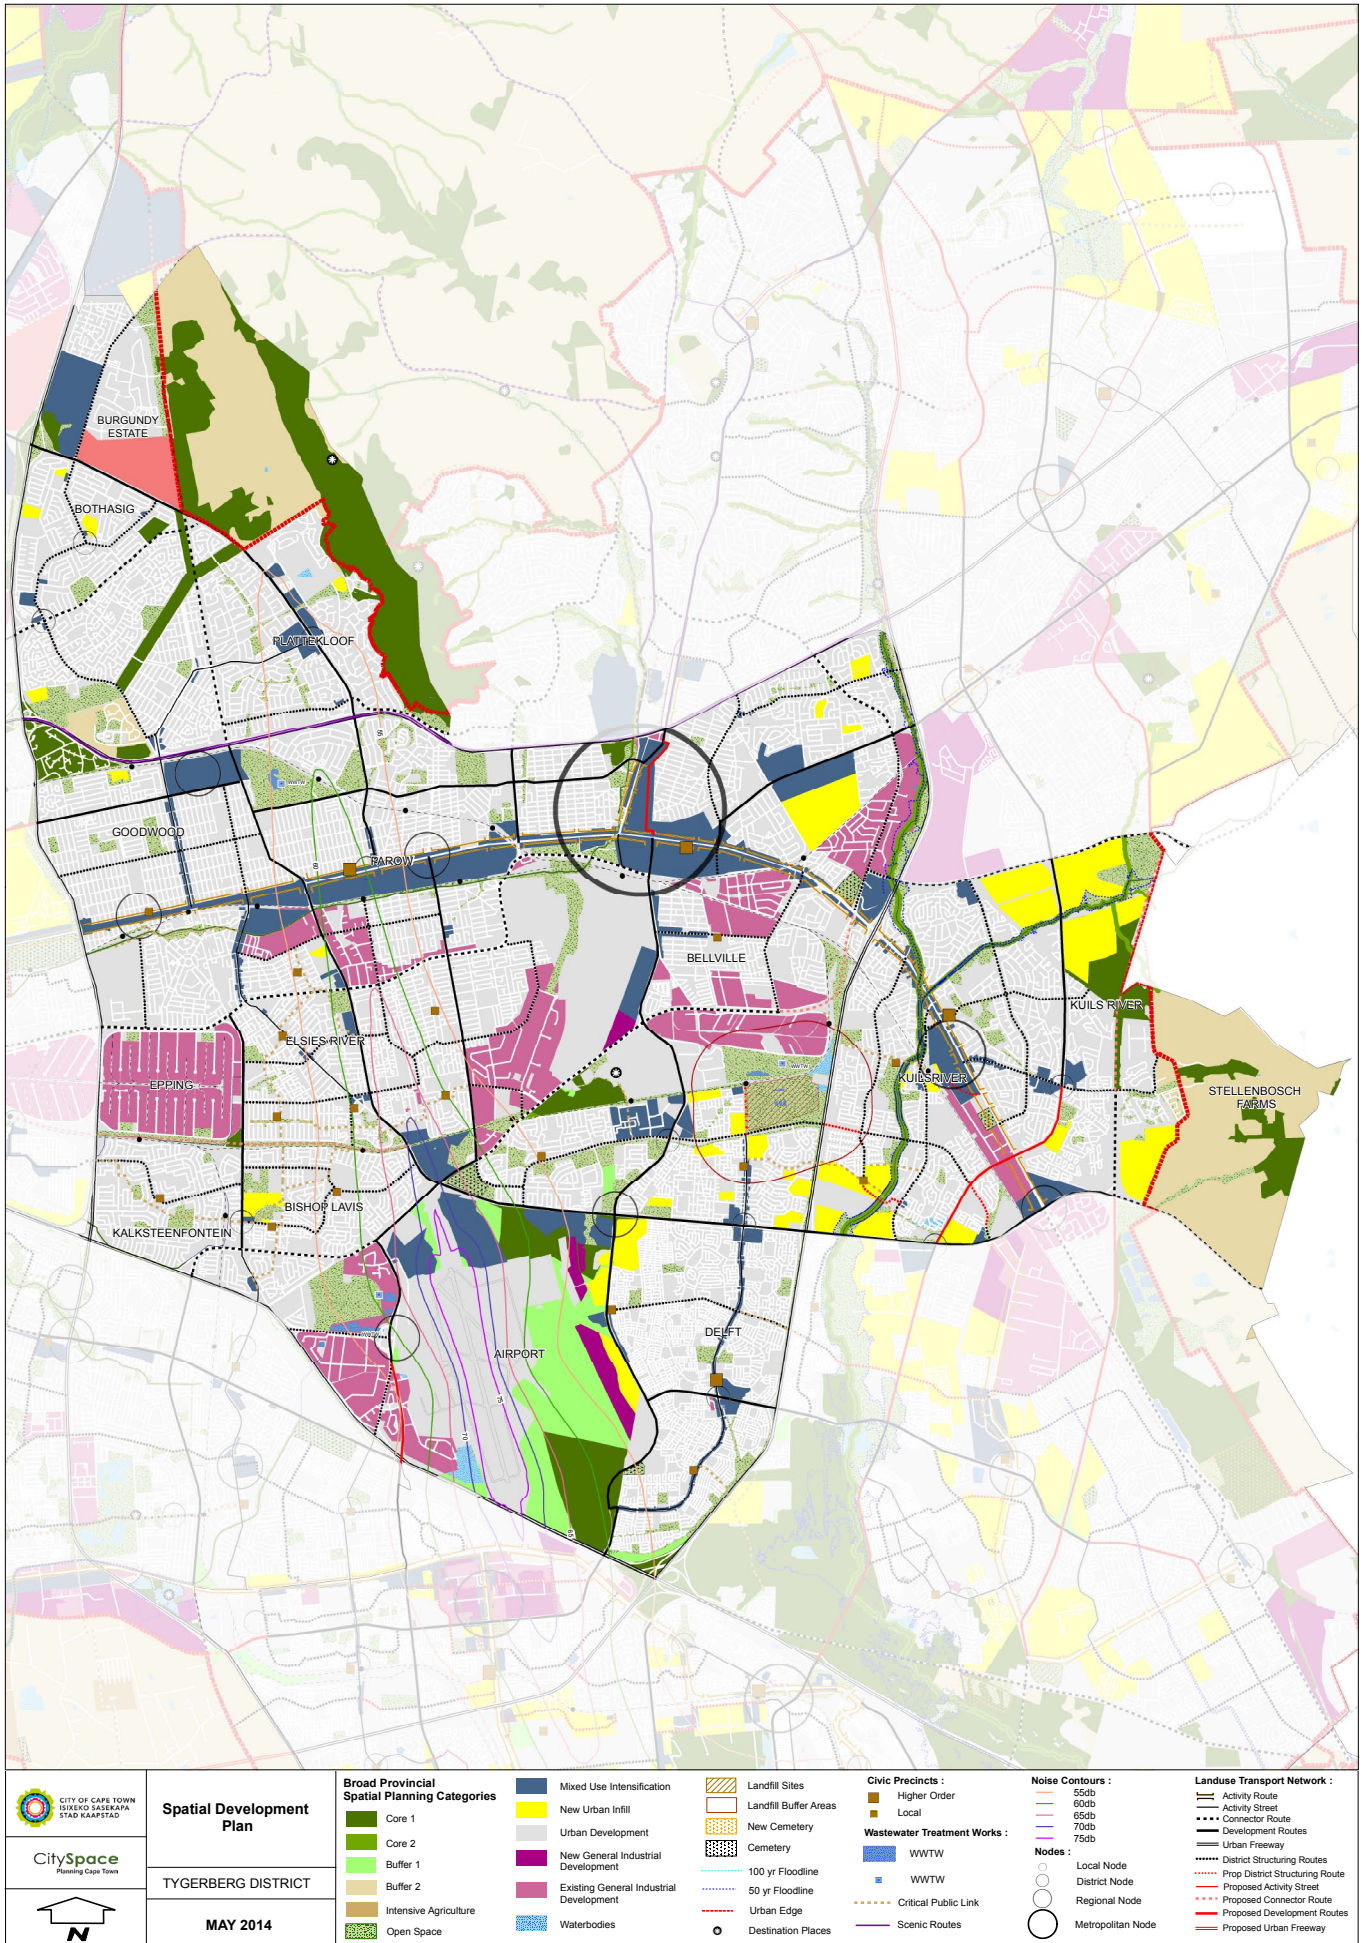 BURGUNDY
ESTATE
BOTHASIG
PLATTEKLOOF
WWTW
GOODWOOD
PAROW
BELLVILLE
KUILS RIVER
ELSIES RIVER
EPPING
WWTW
KUILSRIVER
STELLENBOSCH
FARMS
BISHOP LAVIS
KALKSTEENFONTEIN
WWTW
DELFT
AIRPORT
75
70
65
CITY OF CAPE TOWN
ISIXEKO SASEKAPA
STAD KAAPSTAD
CitySpace
Planning Cape Town
N
Spatial Development
Plan
TYGERBERG DISTRICT
MAY 2014
Broad Provincial
Spatial Planning Categories
Core 1
Core 2
Buffer 1
Buffer 2
Intensive Agriculture
Open Space
Mixed Use Intensification
New Urban Infill
Urban Development
New General Industrial
Development
Existing General Industrial
Development
Waterbodies
Landfill Sites
Landfill Buffer Areas
New Cemetery
Cemetery
100 yr Floodline
50 yr Floodline
Urban Edge
Destination Places
Civic Precincts :
Higher Order
Local
Wastewater Treatment Works :
WWTW
WWTW
Critical Public Link
Scenic Routes
Noise Contours :
55db
60db
65db
70db
75db
Nodes :
Local Node
District Node
Regional Node
Metropolitan Node
Landuse Transport Network :
Activity Route
Activity Street
Connector Route
Development Routes
Urban Freeway
District Structuring Routes
Prop District Structuring Route
Proposed Activity Street
Proposed Connector Route
Proposed Development Routes
Proposed Urban Freeway